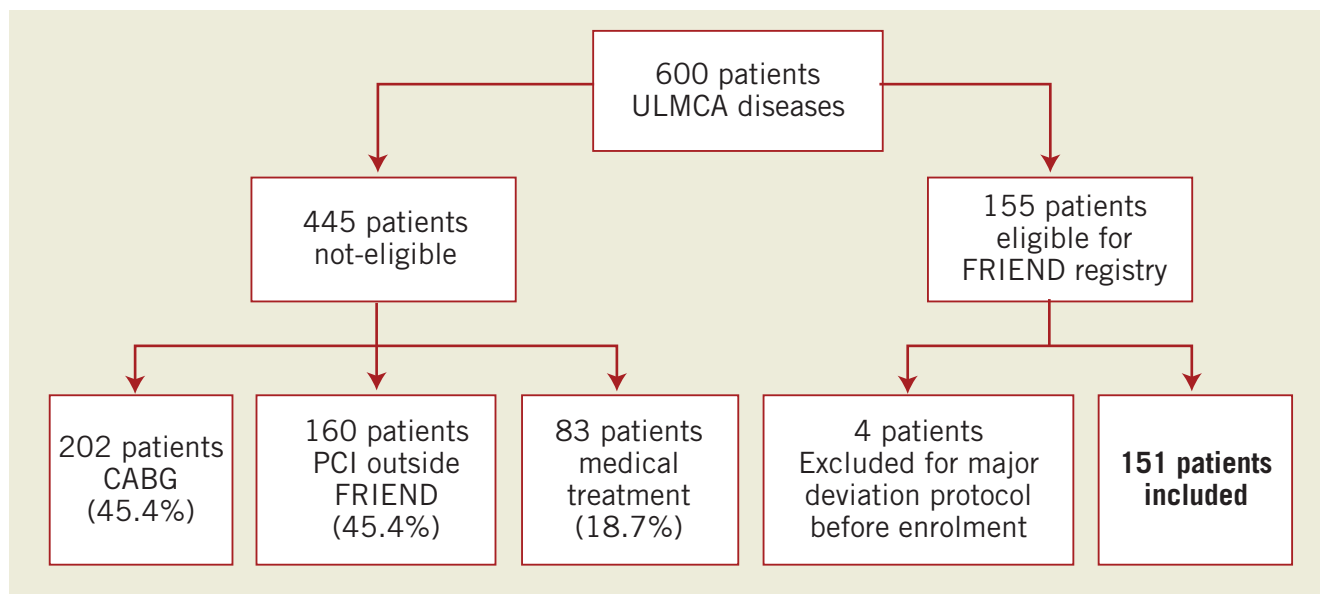 600 patients
ULMCA diseases
445 patients
not-eligible
155 patients
eligible for
FRIEND registry
202 patients
CABG
(45.4%)
160 patients
PCI outside
FRIEND
(45.4%)
83 patients
medical
treatment
(18.7%)
4 patients
Excluded for major
deviation protocol
before enrolment
151 patients
included